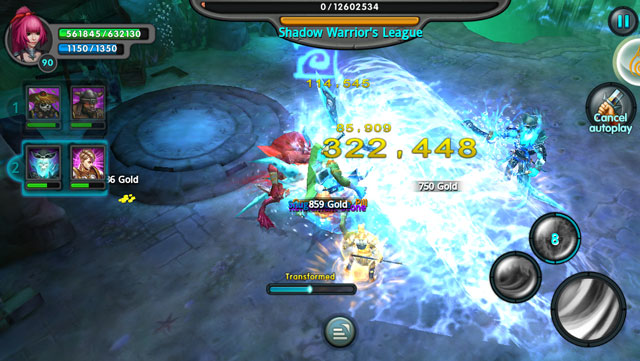 0/12602534
Shadow Warrior's League
561845/632130
1150/1350
90
1
2
114,545
85,909
322,448
6 Gold
859 Gold
750 Gold
Transformed
Cancel
autoplay
8